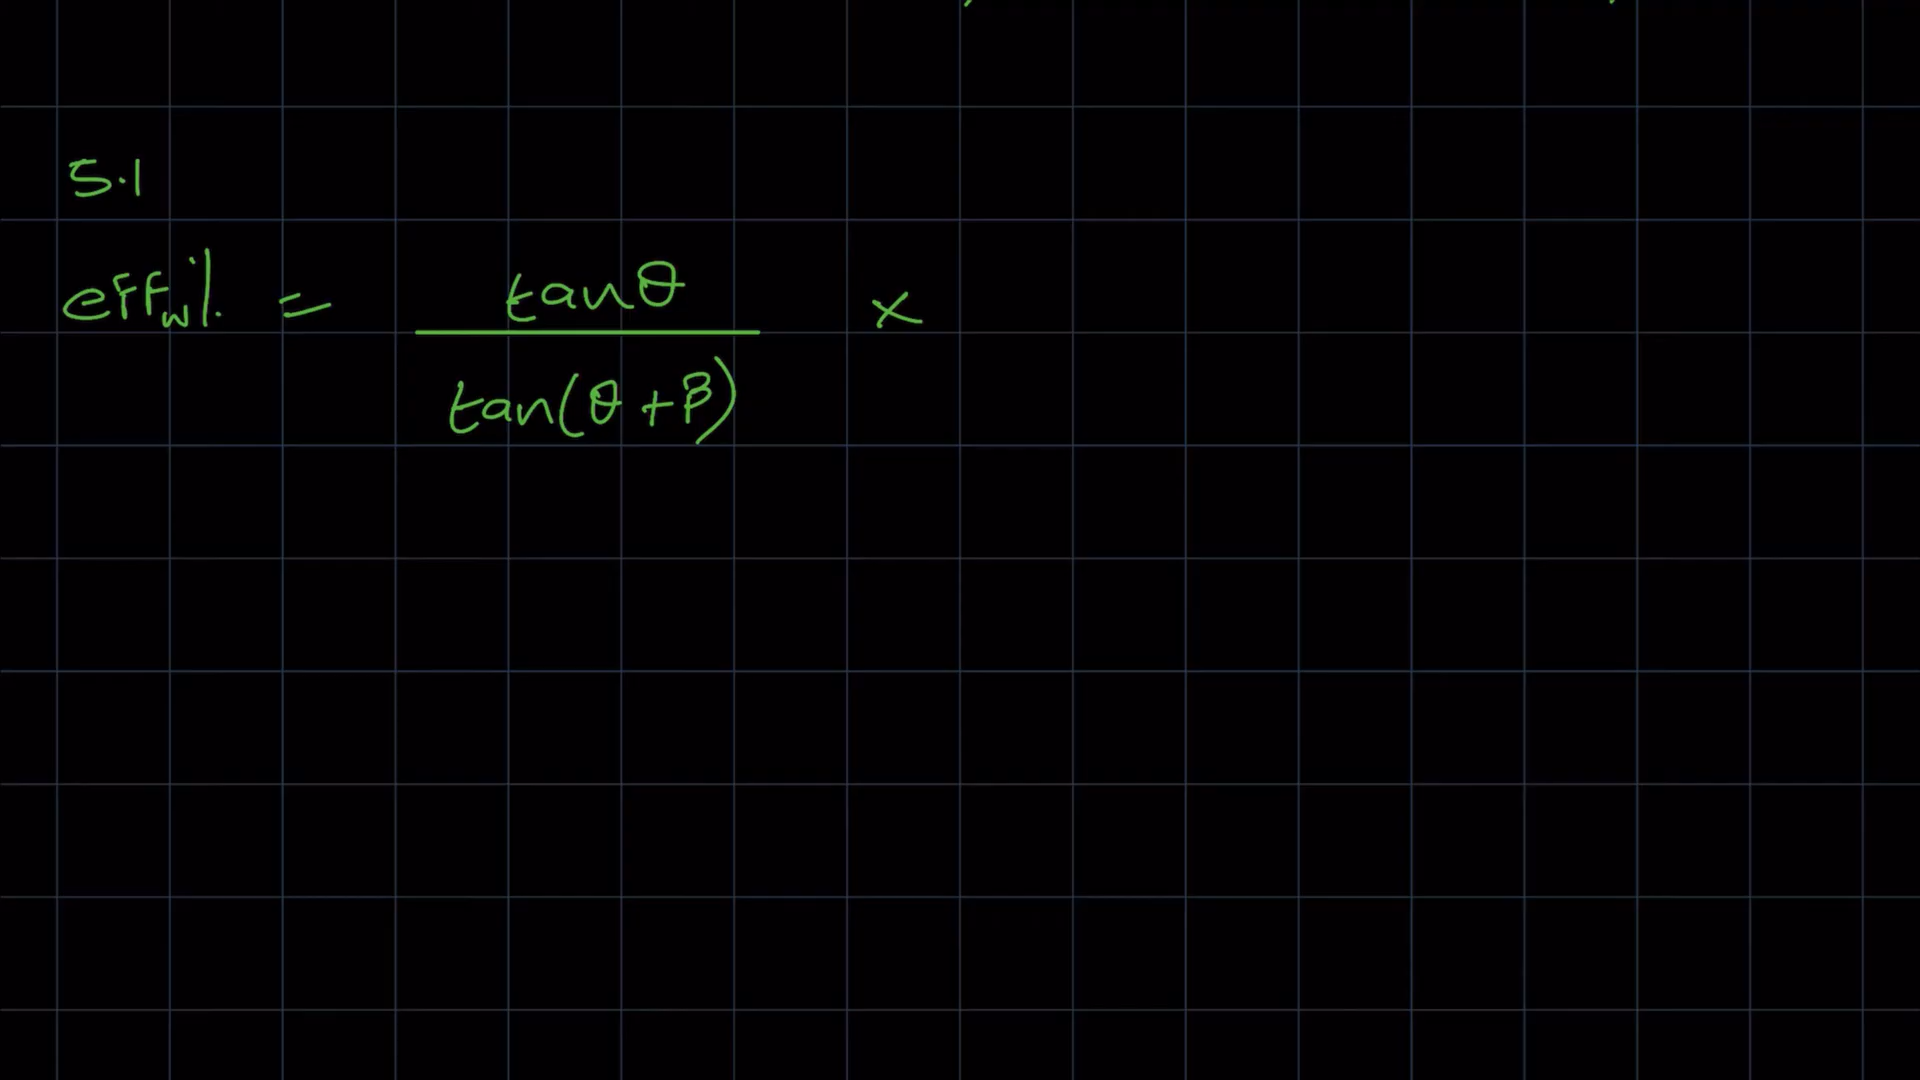 5.1
eff_w% = tanθ / tan(θ+β) ×